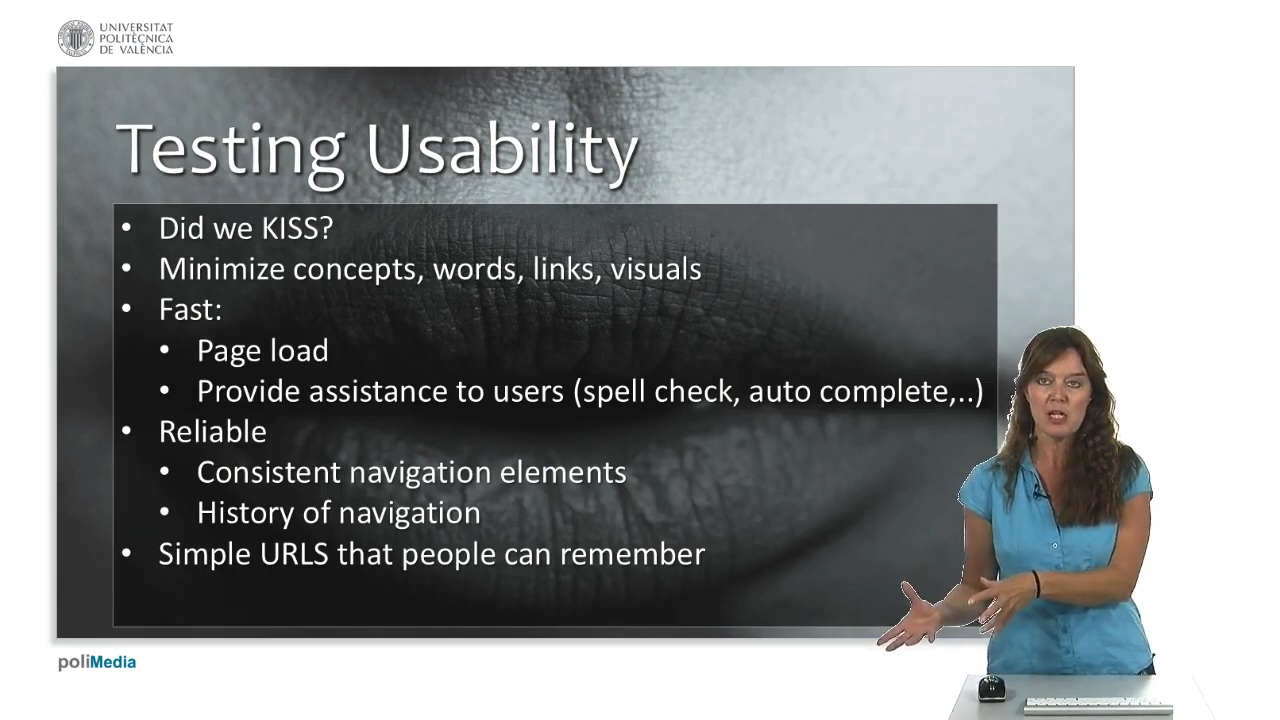 UNIVERSITAT
POLITÈCNICA
DE VALÈNCIA
Testing Usability
• Did we KISS?
• Minimize concepts, words, links, visuals
• Fast:
• Page load
• Provide assistance to users (spell check, auto complete,..)
• Reliable
• Consistent navigation elements
• History of navigation
• Simple URLS that people can remember
poliMedia